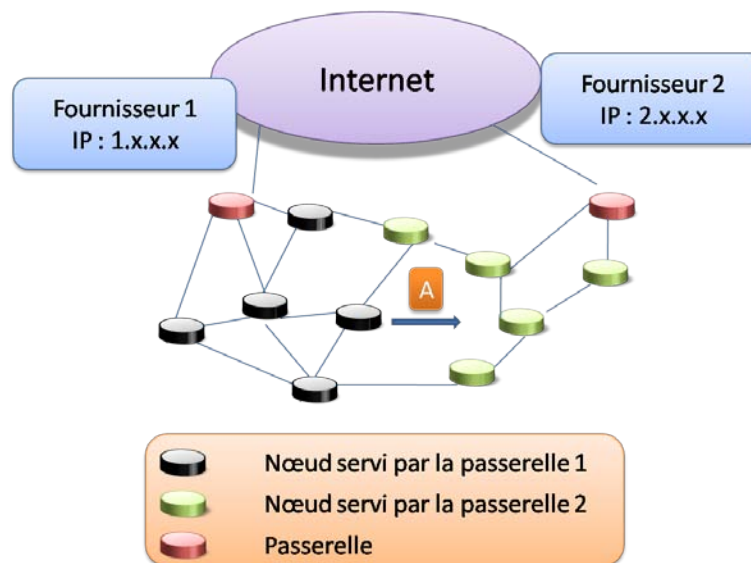 Internet
Fournisseur 1
IP : 1.x.x.x
Fournisseur 2
IP : 2.x.x.x
A
Nœud servi par la passerelle 1
Nœud servi par la passerelle 2
Passerelle